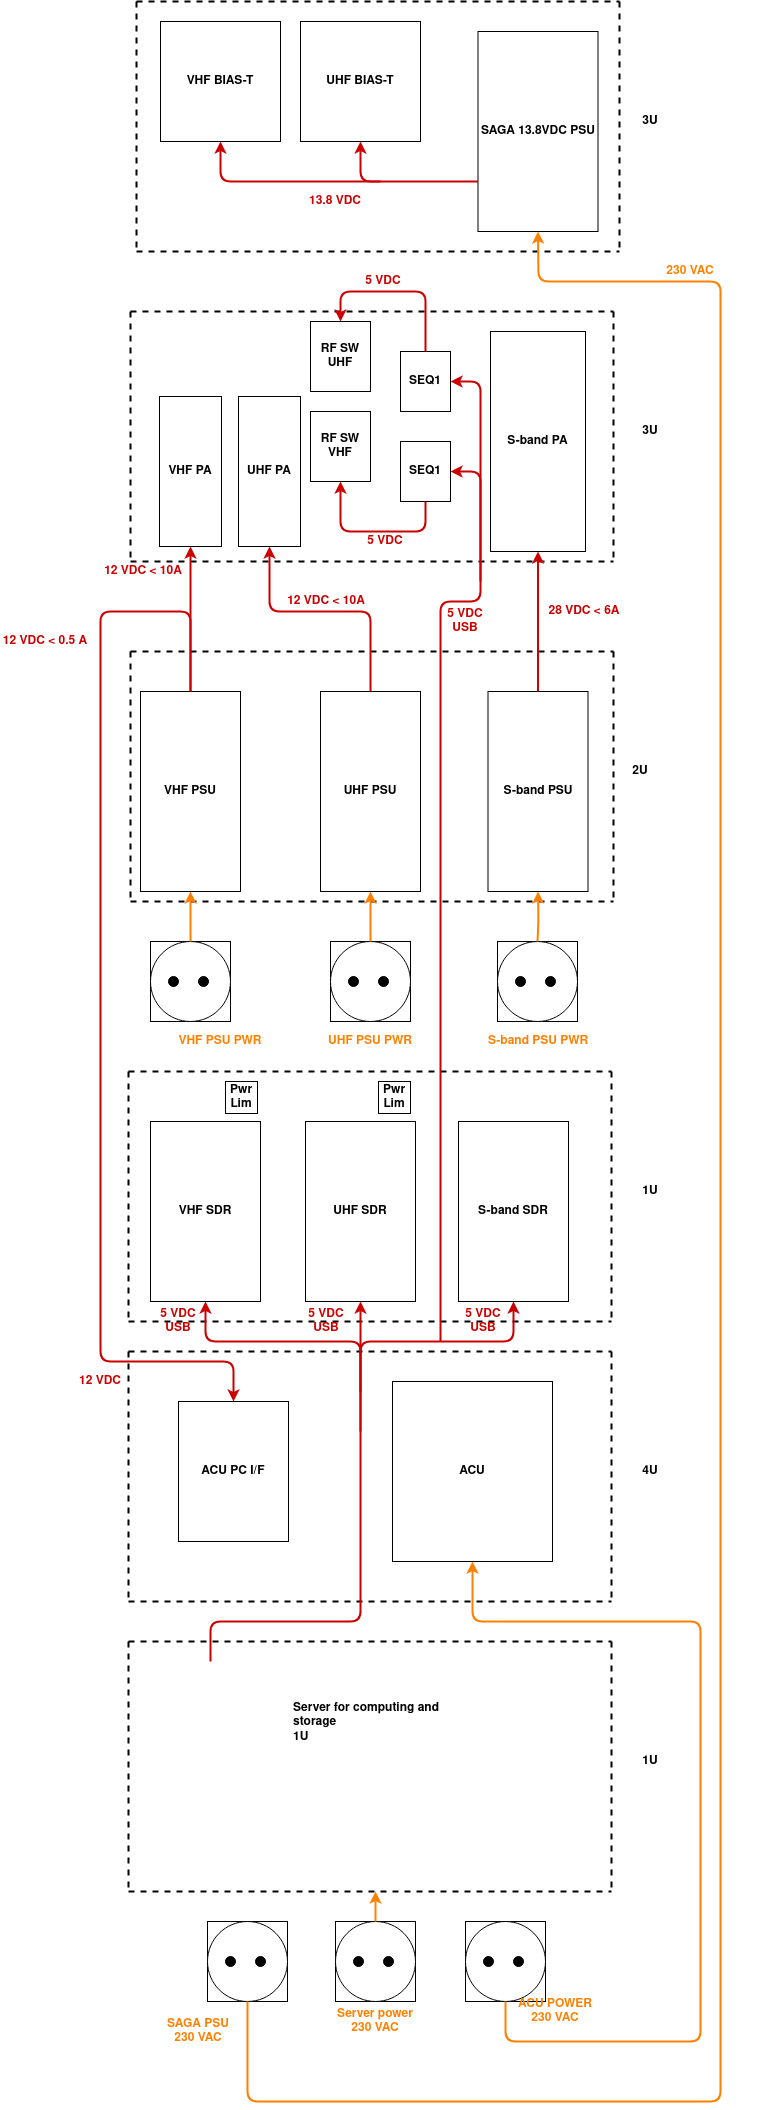 VHF BIAS-T
UHF BIAS-T
SAGA 13.8VDC PSU
3U
13.8 VDC
230 VAC
5 VDC
RF SW
UHF
SEQ1
RF SW
VHF
SEQ1
S-band PA
3U
VHF PA
UHF PA
5 VDC
12 VDC < 10A
12 VDC < 10A
5 VDC
USB
28 VDC < 6A
12 VDC < 0.5 A
2U
VHF PSU
UHF PSU
S-band PSU
VHF PSU PWR
UHF PSU PWR
S-band PSU PWR
Pwr
Lim
Pwr
Lim
VHF SDR
UHF SDR
S-band SDR
1U
5 VDC
USB
5 VDC
USB
5 VDC
USB
12 VDC
ACU PC I/F
ACU
4U
Server for computing and
storage
1U
1U
SAGA PSU
230 VAC
Server power
230 VAC
ACU POWER
230 VAC